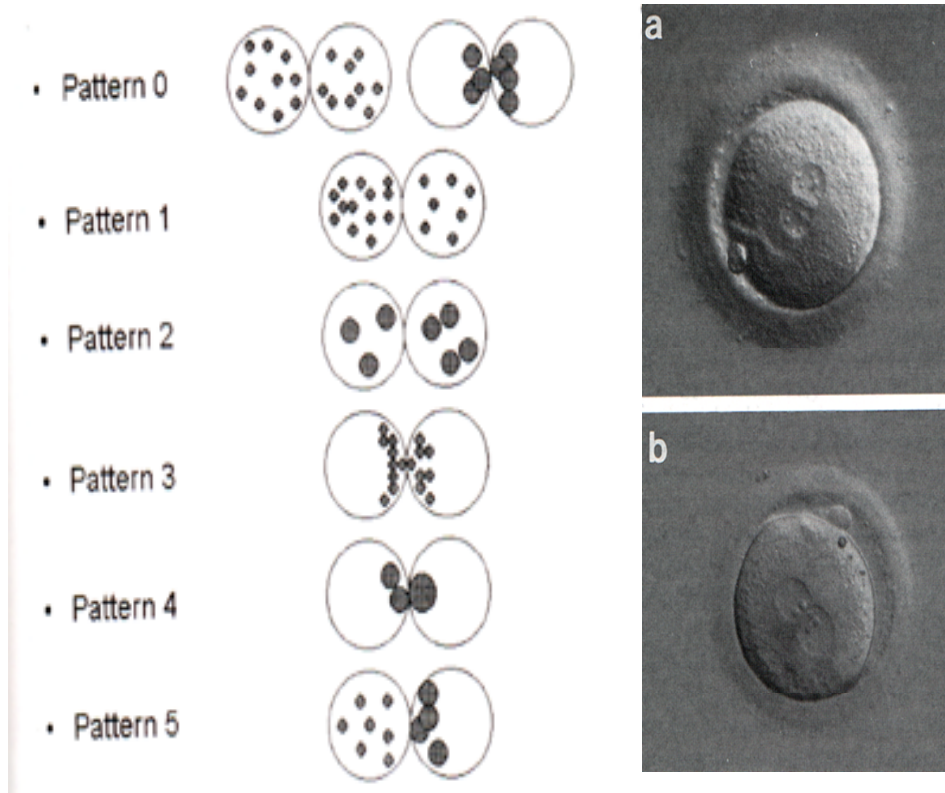 • Pattern 0
• Pattern 1
• Pattern 2
• Pattern 3
• Pattern 4
• Pattern 5
a
b